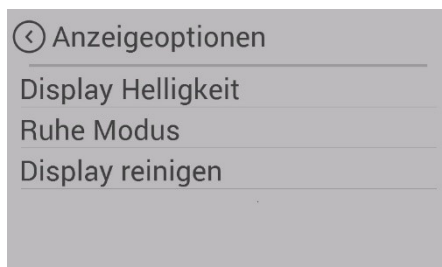 Anzeigeoptionen
Display Helligkeit
Ruhe Modus
Display reinigen